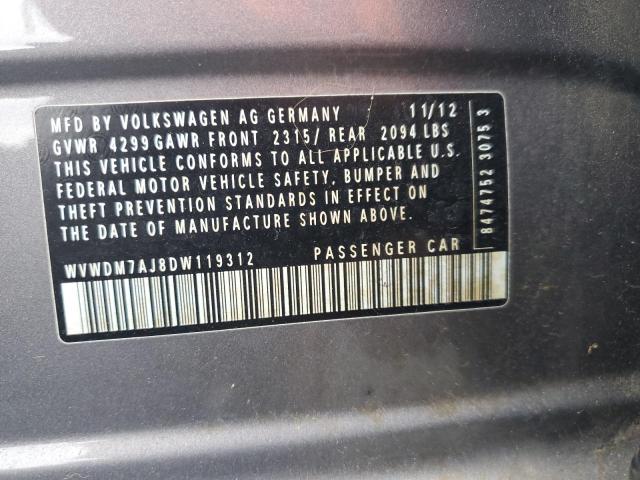 MFD BY VOLKSWAGEN AG GERMANY 11/12
GVWR 4299 GAWR FRONT 2315/ REAR 2094 LBS
THIS VEHICLE CONFORMS TO ALL APPLICABLE U.S.
FEDERAL MOTOR VEHICLE SAFETY, BUMPER AND
THEFT PREVENTION STANDARDS IN EFFECT ON
THE DATE OF MANUFACTURE SHOWN ABOVE.
WVWDM7AJ8DW119312 PASSENGER CAR
8474752 3075 3